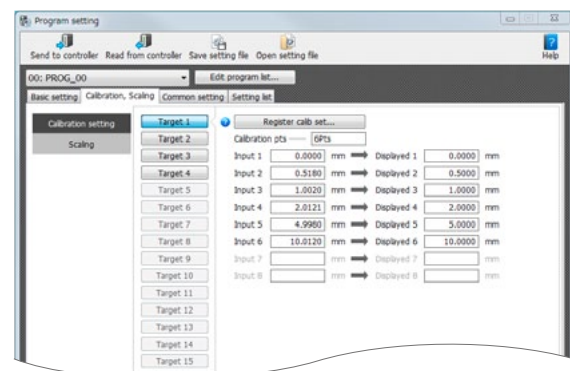 Program setting
Send to controller Read from controller Save setting file Open setting file Help
00: PROG_00 Edit program list...
Basic setting Calibration, Scaling Common setting Setting list
Calibration setting
Scaling
Target 1
Target 2
Target 3
Target 4
Target 5
Target 6
Target 7
Target 8
Target 9
Target 10
Target 11
Target 12
Target 13
Target 14
Target 15
? Register calib set...
Calibration pts 6Pts
Input 1 0.0000 mm Displayed 1 0.0000 mm
Input 2 0.5180 mm Displayed 2 0.5000 mm
Input 3 1.0020 mm Displayed 3 1.0000 mm
Input 4 2.0121 mm Displayed 4 2.0000 mm
Input 5 4.9980 mm Displayed 5 5.0000 mm
Input 6 10.0120 mm Displayed 6 10.0000 mm
Input 7 mm Displayed 7 mm
Input 8 mm Displayed 8 mm